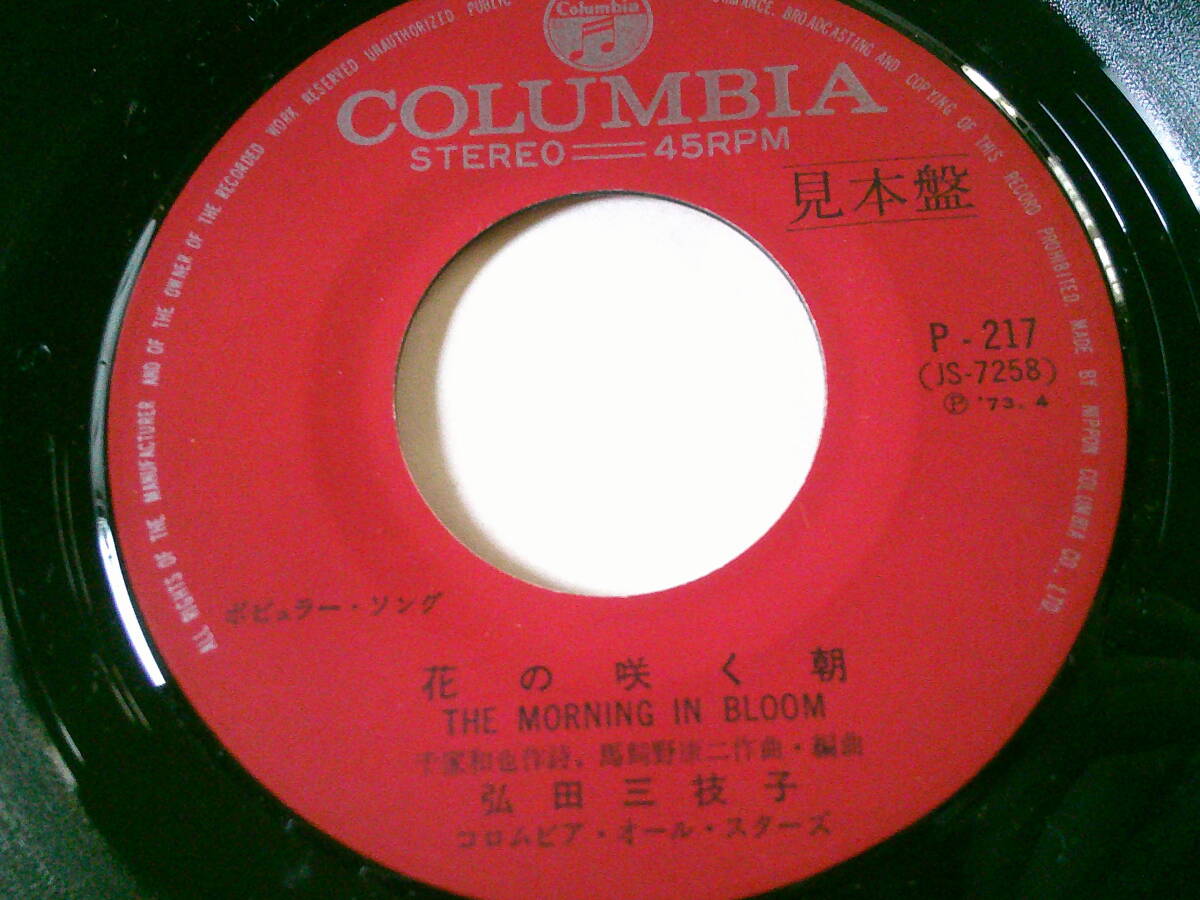 Columbia
COLUMBIA
STEREO 45RPM
見本盤
P-217
(JS-7258)
Ⓟ '73.4
ポピュラー・ソング
花の咲く朝
THE MORNING IN BLOOM
千家和也作詩、馬飼野康二作曲・編曲
弘田三枝子
コロムビア・オール・スターズ
ALL RIGHTS OF THE MANUFACTURER AND OF THE OWNER OF THE RECORDED WORK RESERVED UNAUTHORIZED PUBLIC BROADCASTING AND COPYING OF THIS RECORD PROHIBITED. MADE BY NIPPON COLUMBIA CO., LTD.